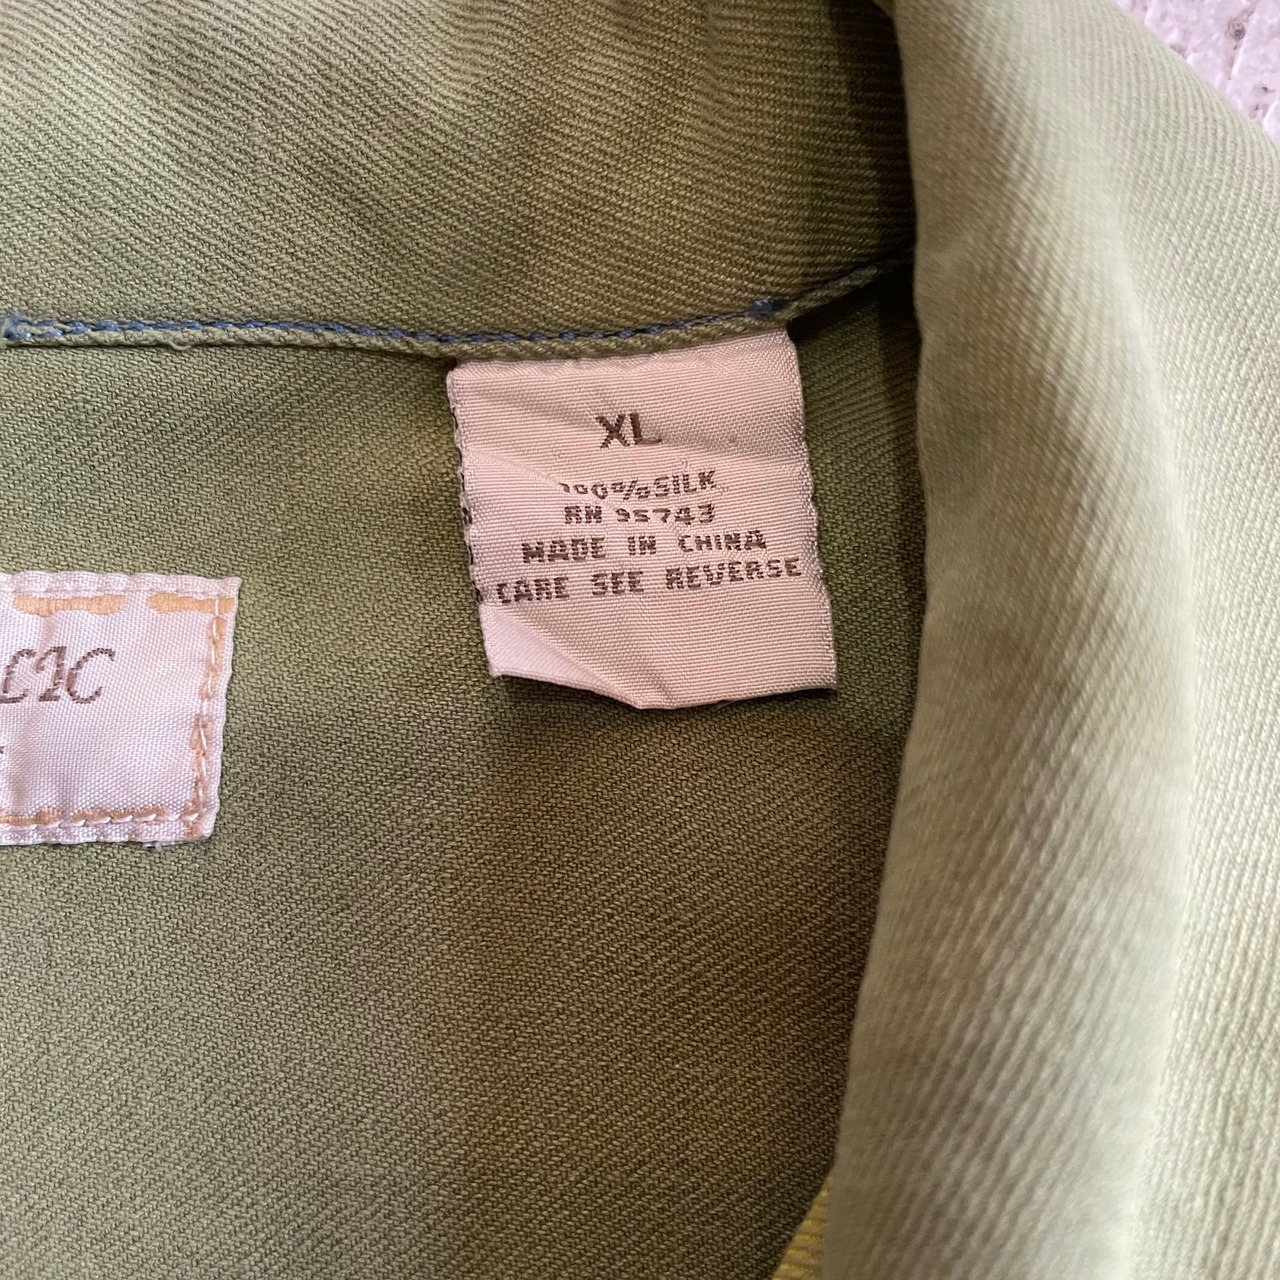 XL
100%SILK
RN 95743
MADE IN CHINA
CARE SEE REVERSE